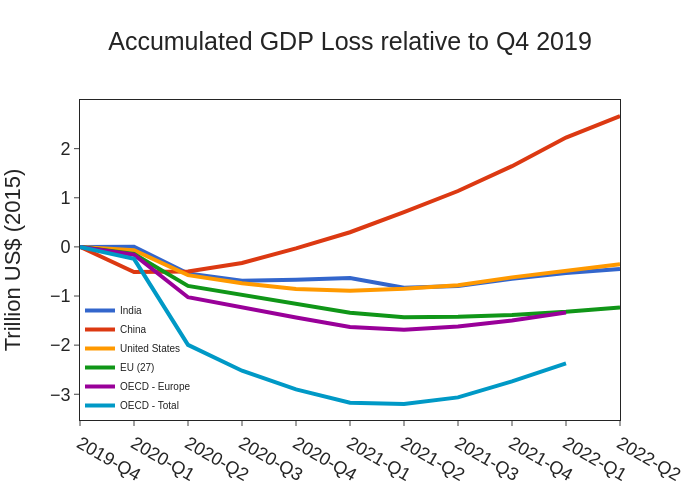 Accumulated GDP Loss relative to Q4 2019
Trillion US$ (2015)
2
1
0
−1
−2
−3
India
China
United States
EU (27)
OECD - Europe
OECD - Total
2019-Q4
2020-Q1
2020-Q2
2020-Q3
2020-Q4
2021-Q1
2021-Q2
2021-Q3
2021-Q4
2022-Q1
2022-Q2